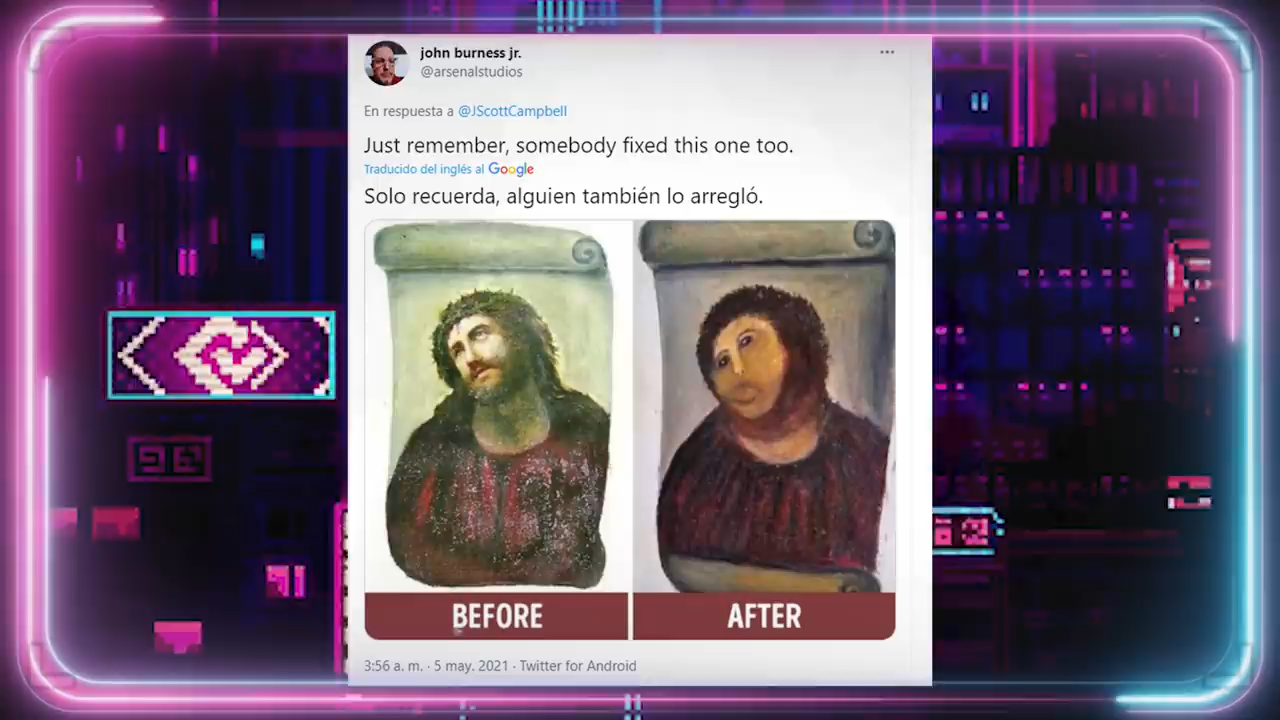 john burness jr.
@arsenalstudios
En respuesta a @JScottCampbell
Just remember, somebody fixed this one too.
Traducido del inglés al Google
Solo recuerda, alguien también lo arregló.
BEFORE
AFTER
3:56 a. m. · 5 may. 2021 · Twitter for Android